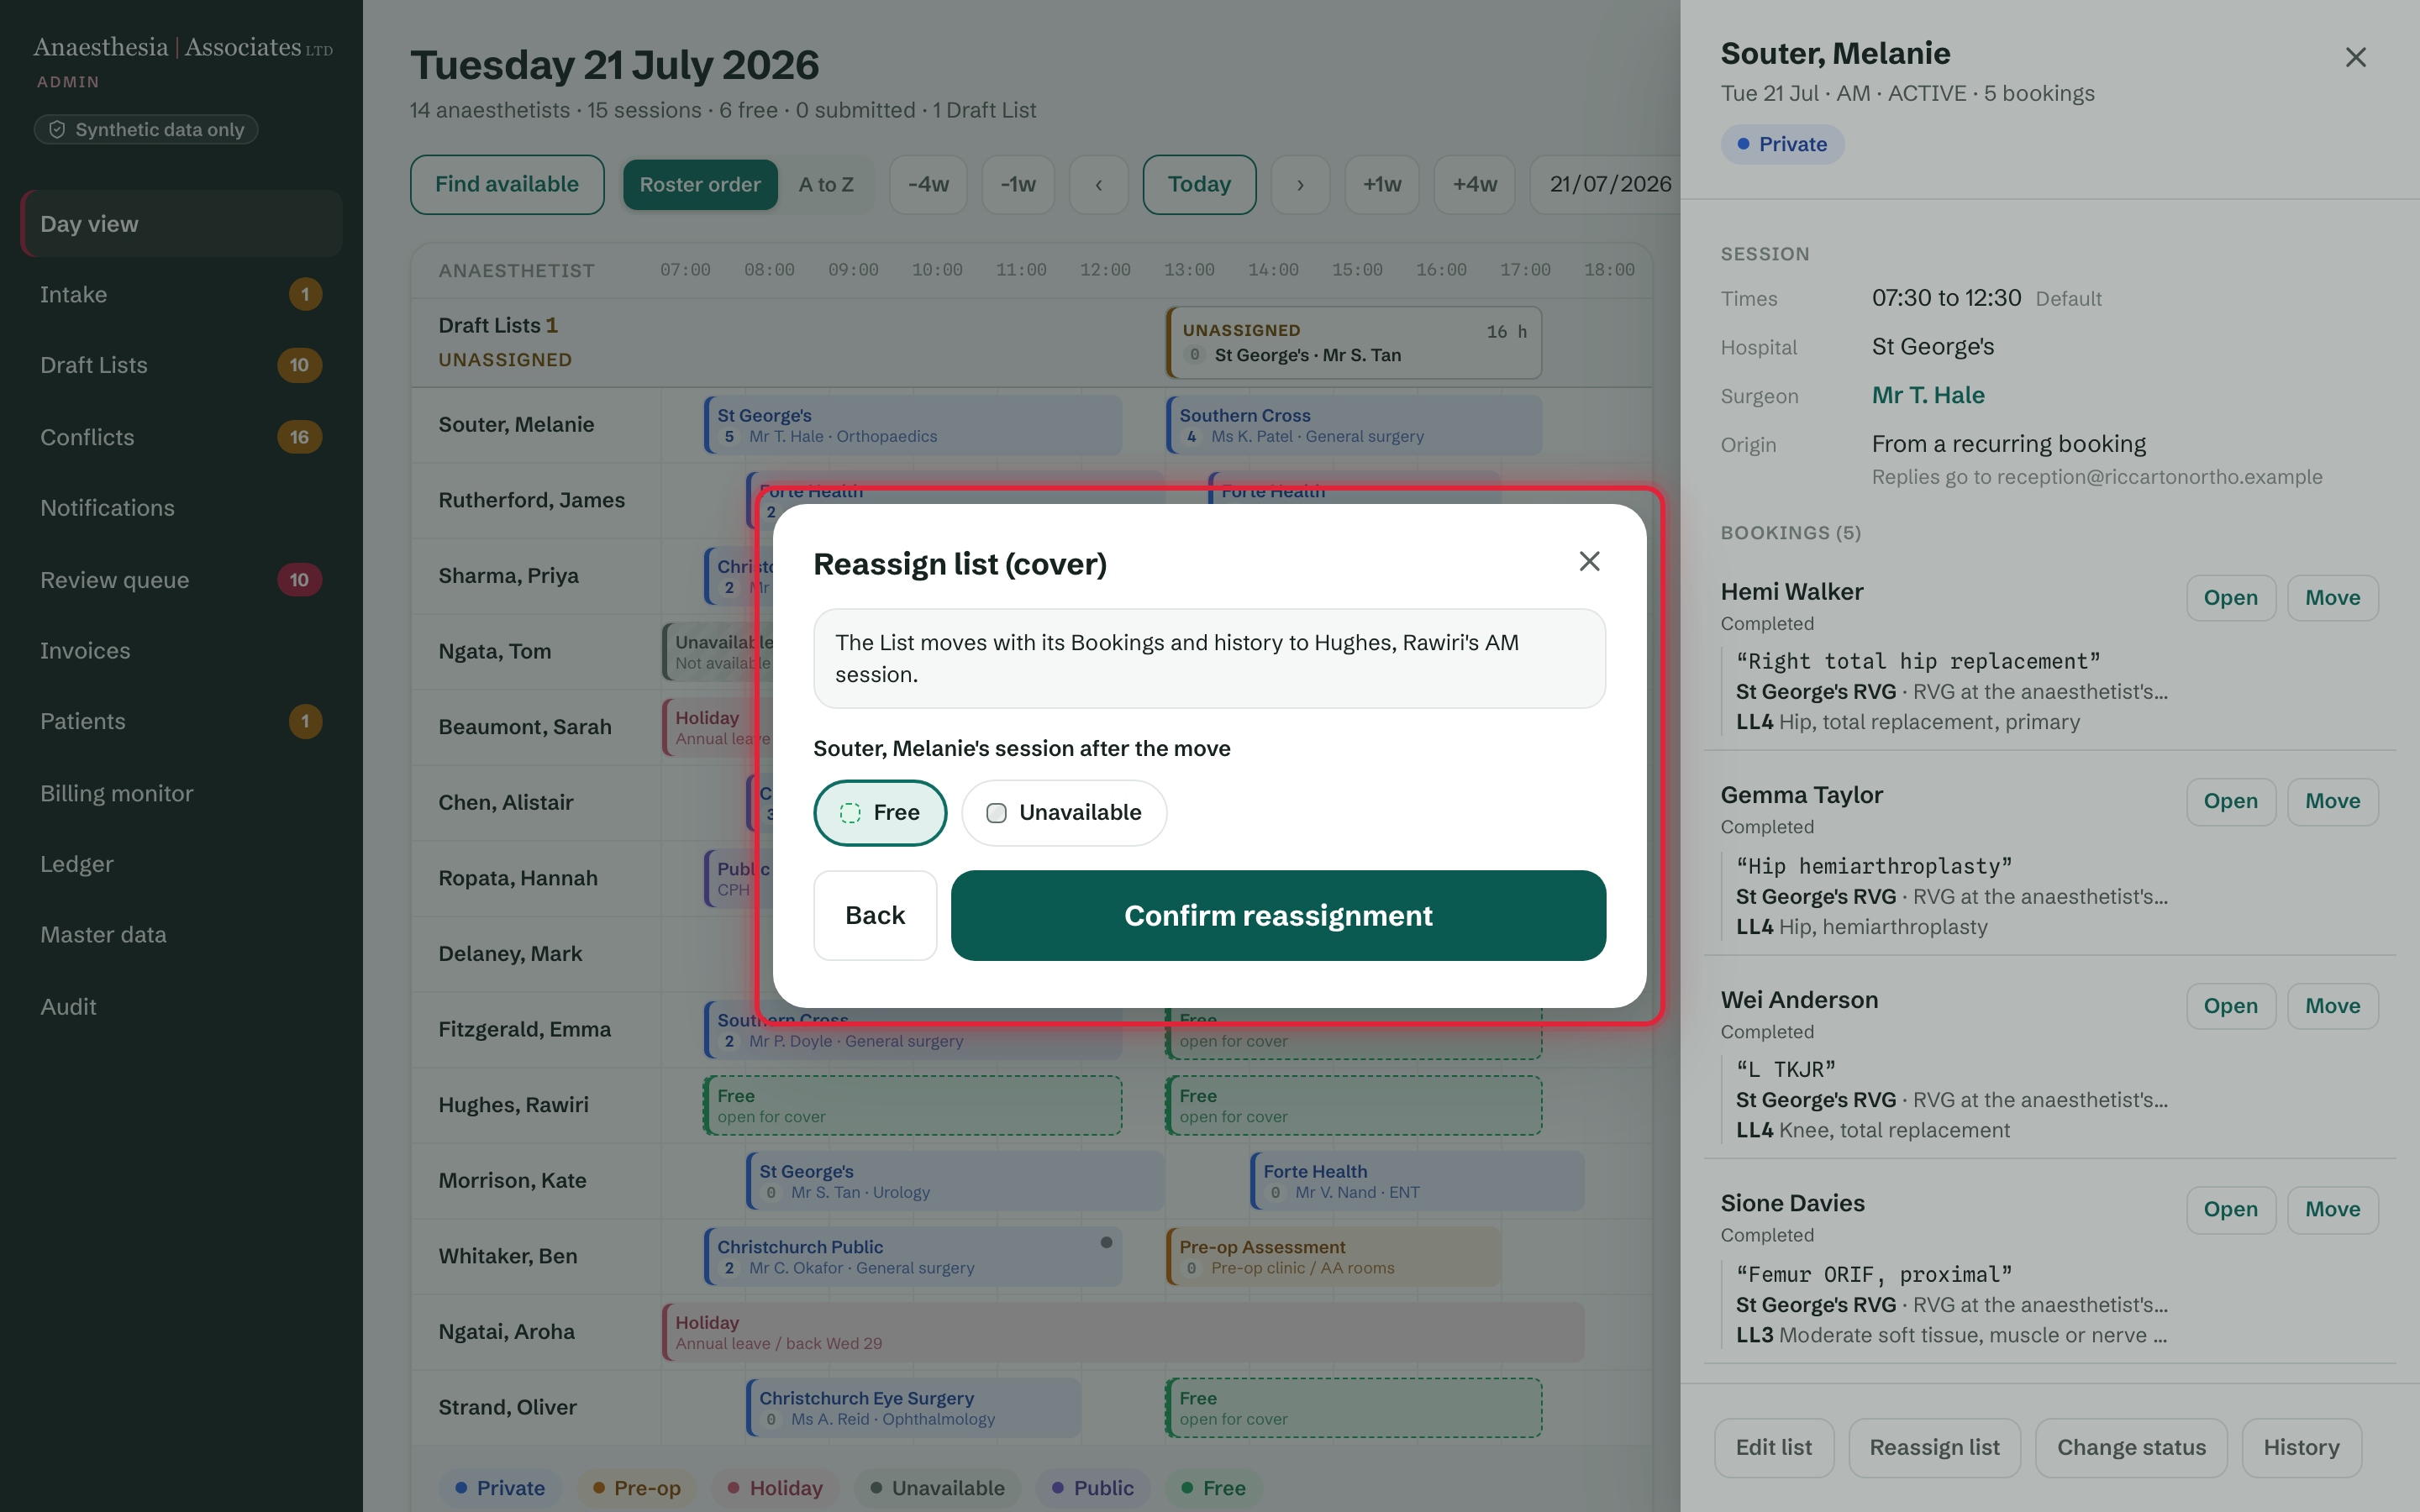 Anaesthesia | Associates LTD
ADMIN
Synthetic data only
Day view
Intake 1
Draft Lists 10
Conflicts 16
Notifications
Review queue 10
Invoices
Patients 1
Billing monitor
Ledger
Master data
Audit
Tuesday 21 July 2026
14 anaesthetists · 15 sessions · 6 free · 0 submitted · 1 Draft List
Find available Roster order A to Z -4w -1w ‹ Today › +1w +4w 21/07/2026
ANAESTHETIST 07:00 08:00 09:00 10:00 11:00 12:00 13:00 14:00 15:00 16:00 17:00 18:00
Draft Lists 1
UNASSIGNED
UNASSIGNED 16 h
0 St George's · Mr S. Tan
Souter, Melanie
St George's
5 Mr T. Hale · Orthopaedics
Southern Cross
4 Ms K. Patel · General surgery
Rutherford, James
Forte Health
2
Forte Health
Sharma, Priya
2 Mr
Ngata, Tom
Unavailable
Not available
Beaumont, Sarah
Holiday
Annual leave
Chen, Alistair
Ropata, Hannah
Public
CPH
Delaney, Mark
Fitzgerald, Emma
Southern Cross
2 Mr P. Doyle · General surgery
Free
open for cover
Hughes, Rawiri
Free
open for cover
Free
open for cover
Morrison, Kate
St George's
0 Mr S. Tan · Urology
Forte Health
0 Mr V. Nand · ENT
Whitaker, Ben
Christchurch Public
2 Mr C. Okafor · General surgery
Pre-op Assessment
0 Pre-op clinic / AA rooms
Ngatai, Aroha
Holiday
Annual leave / back Wed 29
Strand, Oliver
Christchurch Eye Surgery
0 Ms A. Reid · Ophthalmology
Free
open for cover
Private Pre-op Holiday Unavailable Public Free
Reassign list (cover)
The List moves with its Bookings and history to Hughes, Rawiri's AM
session.
Souter, Melanie's session after the move
Free Unavailable
Back Confirm reassignment
Souter, Melanie
Tue 21 Jul · AM · ACTIVE · 5 bookings
Private
SESSION
Times 07:30 to 12:30 Default
Hospital St George's
Surgeon Mr T. Hale
Origin From a recurring booking
Replies go to reception@riccartonortho.example
BOOKINGS (5)
Hemi Walker Open Move
Completed
“Right total hip replacement”
St George's RVG · RVG at the anaesthetist's...
LL4 Hip, total replacement, primary
Gemma Taylor Open Move
Completed
“Hip hemiarthroplasty”
St George's RVG · RVG at the anaesthetist's...
LL4 Hip, hemiarthroplasty
Wei Anderson Open Move
Completed
“L TKJR”
St George's RVG · RVG at the anaesthetist's...
LL4 Knee, total replacement
Sione Davies Open Move
Completed
“Femur ORIF, proximal”
St George's RVG · RVG at the anaesthetist's...
LL3 Moderate soft tissue, muscle or nerve ...
Edit list Reassign list Change status History